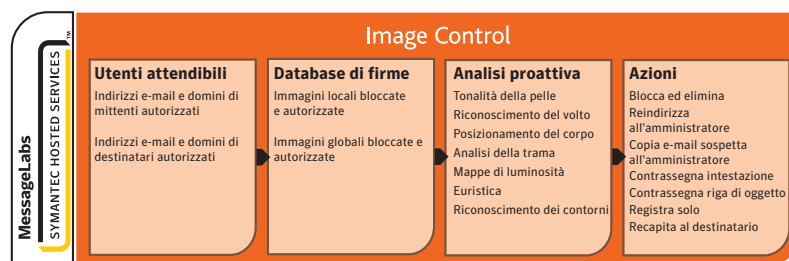 MessageLabs
SYMANTEC HOSTED SERVICES ™
Image Control
Utenti attendibili
Indirizzi e-mail e domini di
mittenti autorizzati
Indirizzi e-mail e domini di
destinatari autorizzati
Database di firme
Immagini locali bloccate
e autorizzate
Immagini globali bloccate e
autorizzate
Analisi proattiva
Tonalità della pelle
Riconoscimento del volto
Posizionamento del corpo
Analisi della trama
Mappe di luminosità
Euristica
Riconoscimento dei contorni
Azioni
Blocca ed elimina
Reindirizza
all'amministratore
Copia e-mail sospetta
all'amministratore
Contrassegna intestazione
Contrassegna riga di oggetto
Registra solo
Recapita al destinatario